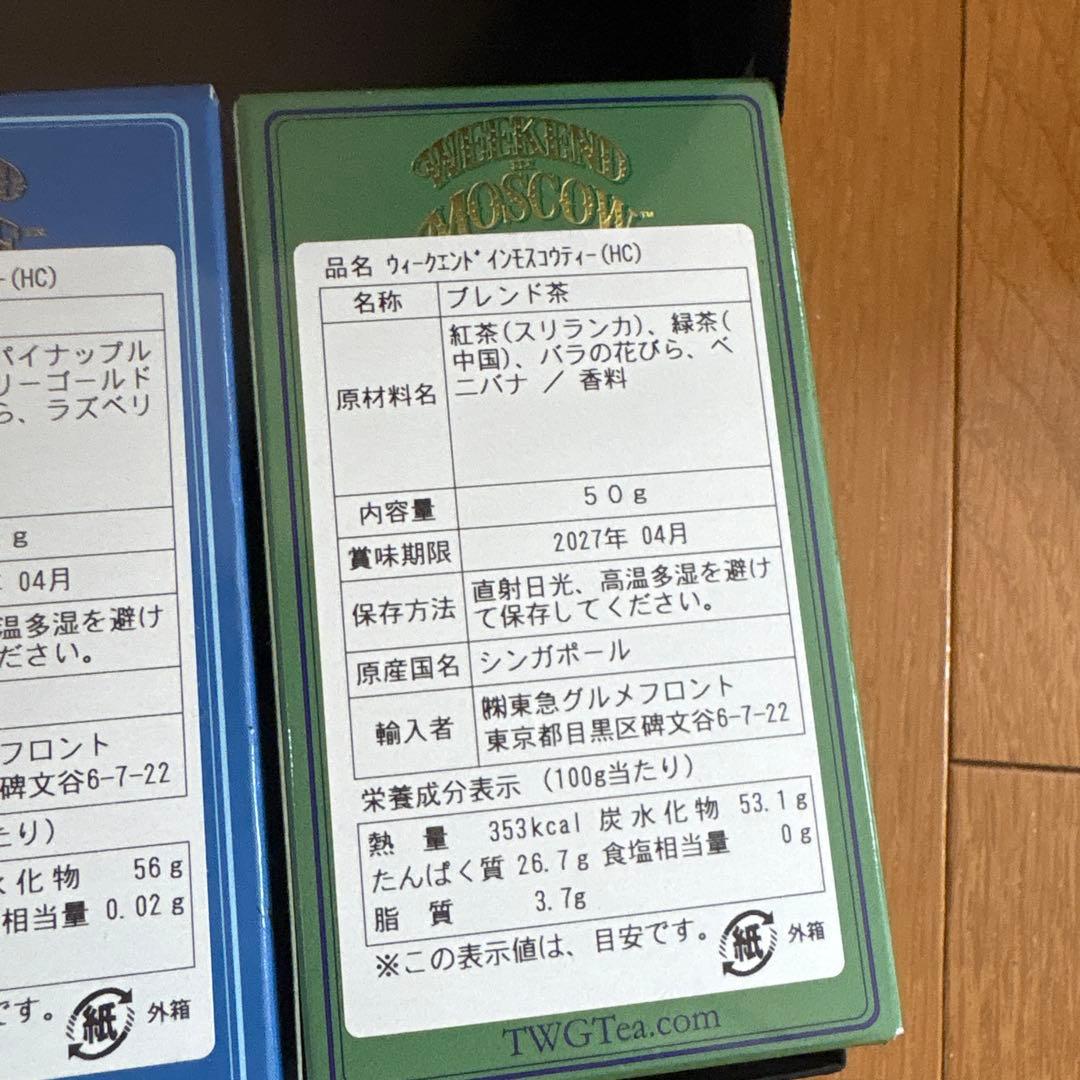 WEEKEND
IN
MOSCOW™
品名 ウィークエンドインモスコウティー(HC)
名称 ブレンド茶
原材料名 紅茶(スリランカ)、緑茶(
中国)、バラの花びら、ベ
ニバナ ／ 香料
内容量 50g
賞味期限 2027年 04月
保存方法 直射日光、高温多湿を避け
て保存してください。
原産国名 シンガポール
輸入者 ㈱東急グルメフロント
東京都目黒区碑文谷6-7-22
栄養成分表示 (100g当たり)
熱量 353kcal 炭水化物 53.1g
たんぱく質 26.7g 食塩相当量 0g
脂質 3.7g
※この表示値は、目安です。 紙 外箱
TWGTea.com
ー(HC)
パイナップル
リーゴールド
ら、ラズベリ
g
04月
温多湿を避け
ださい。
フロント
碑文谷6-7-22
たり)
水化物 56g
相当量 0.02g
です。 紙 外箱